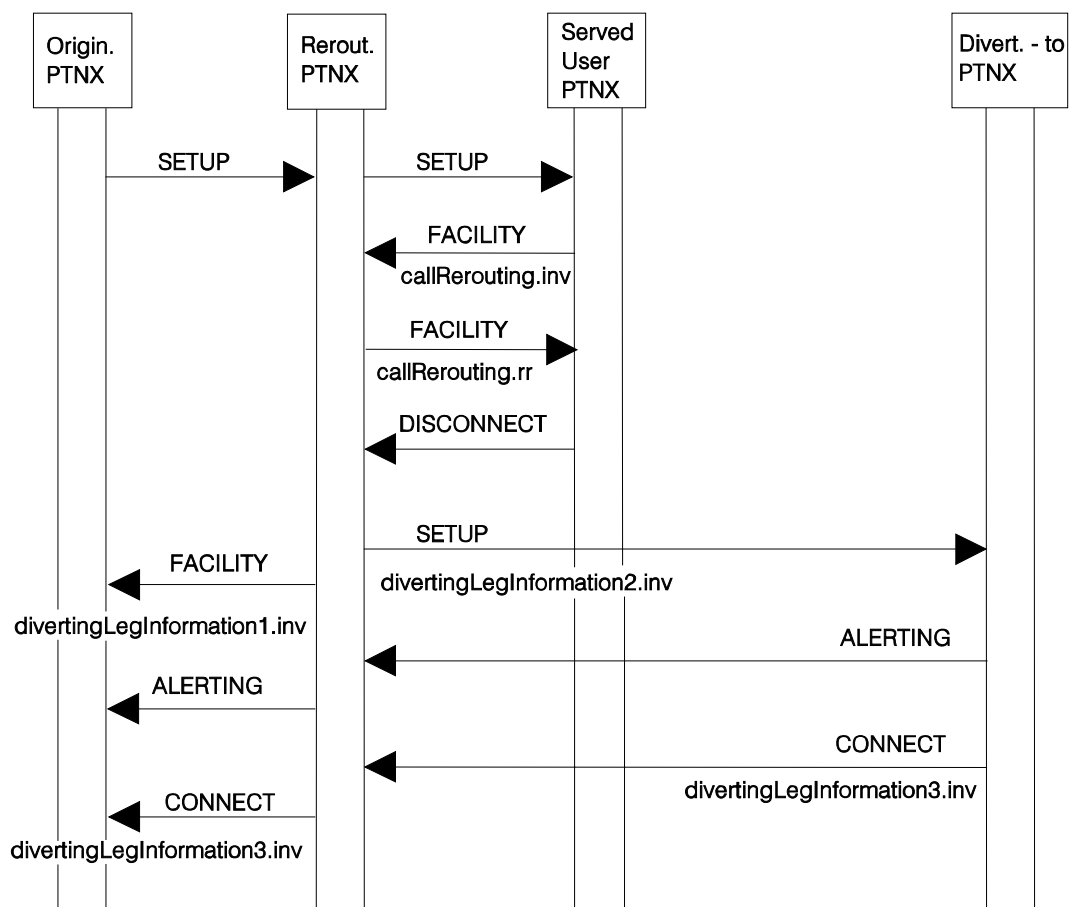 Origin.
PTNX
Rerout.
PTNX
Served
User
PTNX
Divert. - to
PTNX
SETUP
SETUP
FACILITY
callRerouting.inv
FACILITY
callRerouting.rr
DISCONNECT
SETUP
divertingLegInformation2.inv
FACILITY
divertingLegInformation1.inv
ALERTING
ALERTING
CONNECT
divertingLegInformation3.inv
CONNECT
divertingLegInformation3.inv